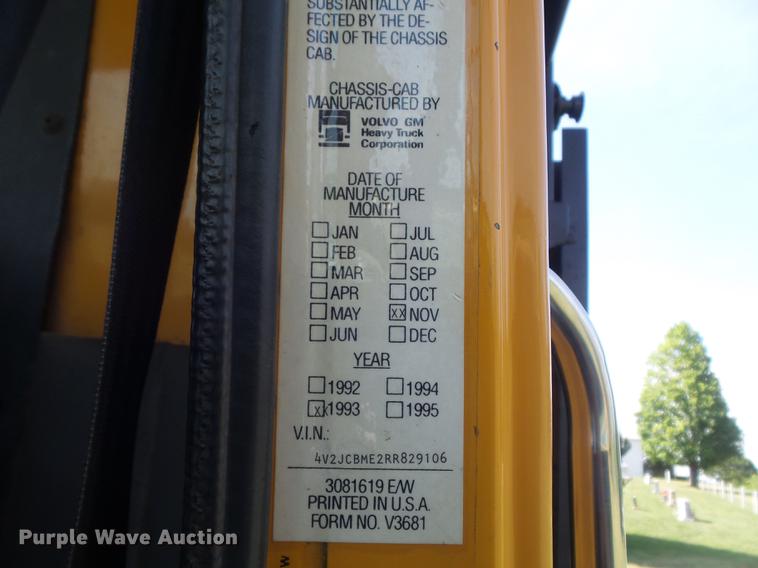 SUBSTANTIALLY AF-
FECTED BY THE DE-
SIGN OF THE CHASSIS
CAB.
CHASSIS-CAB
MANUFACTURED BY
VOLVO GM
Heavy Truck
Corporation
DATE OF
MANUFACTURE
MONTH
JAN JUL
FEB AUG
MAR SEP
APR OCT
MAY XX NOV
JUN DEC
YEAR
1992 1994
XX 1993 1995
V.I.N.:
4V2JCBME2RR829106
3081619 E/W
PRINTED IN U.S.A.
FORM NO. V3681
W
Purple Wave Auction